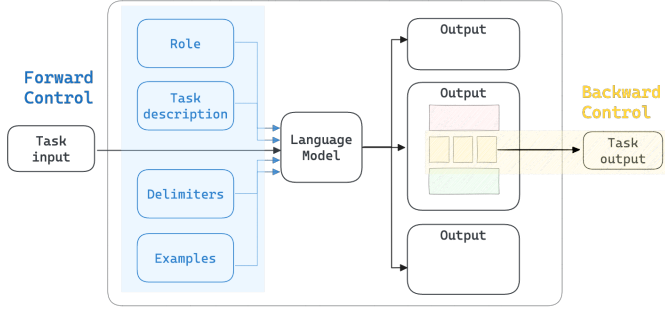 Forward
Control
Task
input
Role
Task
description
Delimiters
Examples
Language
Model
Output
Output
Output
Backward
Control
Task
output